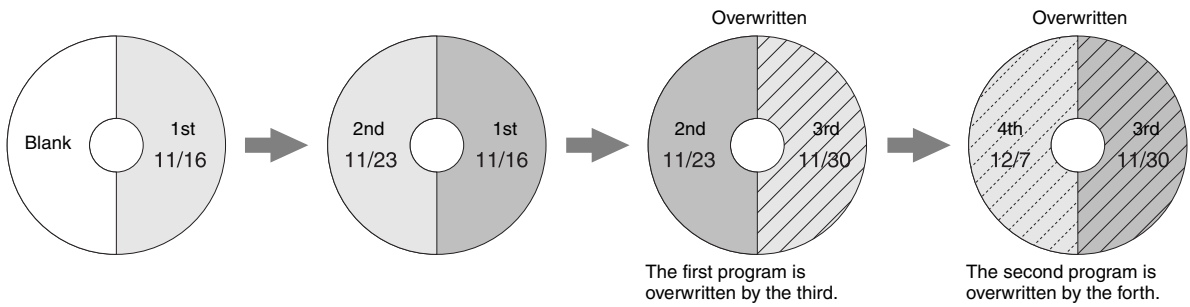 Overwritten
Overwritten
Blank
1st
11/16
2nd
11/23
1st
11/16
2nd
11/23
3rd
11/30
4th
12/7
3rd
11/30
The first program is
overwritten by the third.
The second program is
overwritten by the forth.